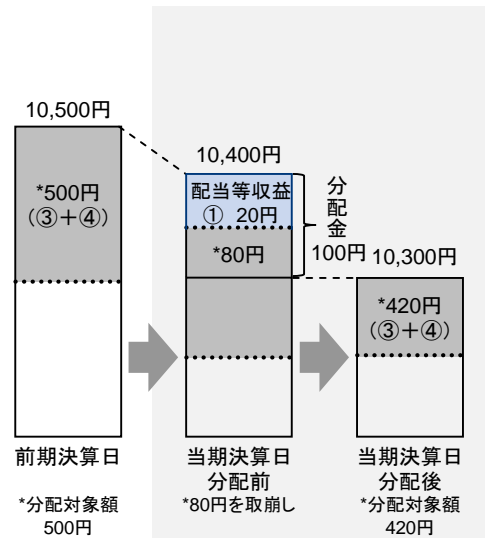 10,500円
*500円
(③+④)
前期決算日
*分配対象額
500円
10,400円
配当等収益
① 20円
*80円
分配金
100円
当期決算日
分配前
*80円を取崩し
10,300円
*420円
(③+④)
当期決算日
分配後
*分配対象額
420円